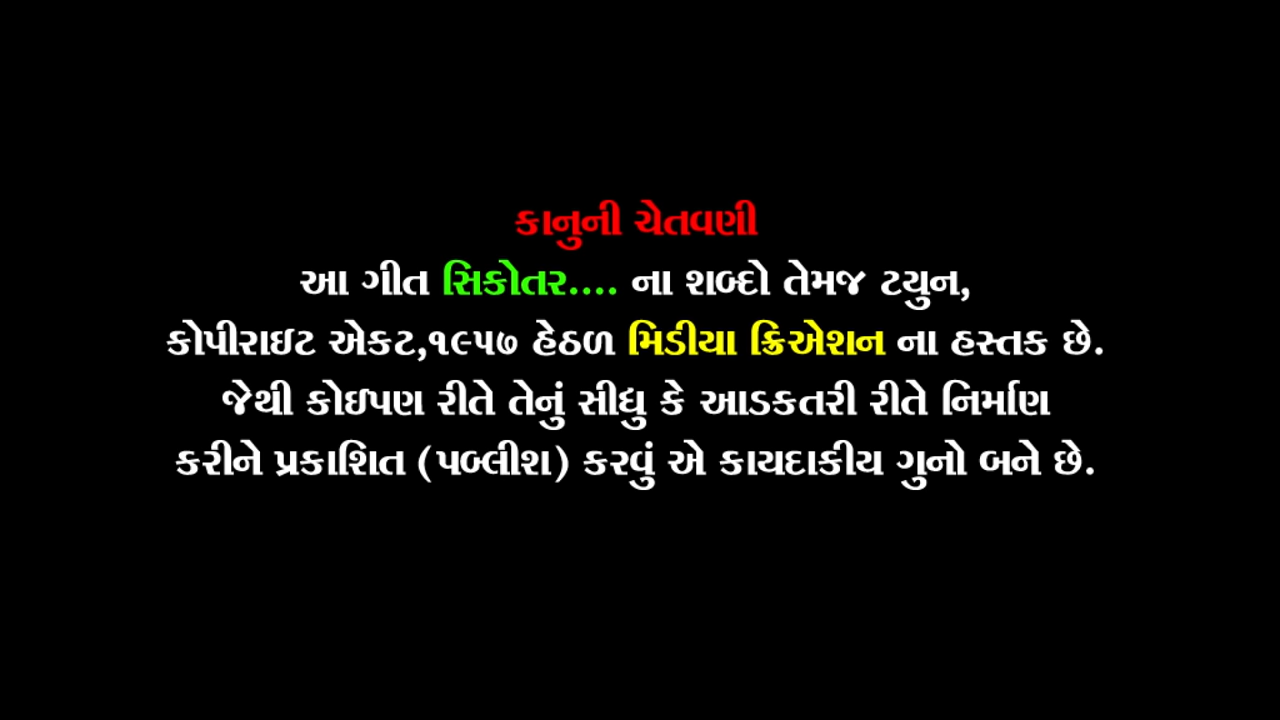 કાનુની ચેતવણી
આ ગીત સિકોતર.... ના શબ્દો તેમજ ટયુન,
કોપીરાઇટ એકટ,૧૯૫૭ હેઠળ મિડીયા ક્રિએશન ના હસ્તક છે.
જેથી કોઇપણ રીતે તેનું સીધુ કે આડકતરી રીતે નિર્માણ
કરીને પ્રકાશિત (પબ્લીશ) કરવું એ કાયદાકીય ગુનો બને છે.